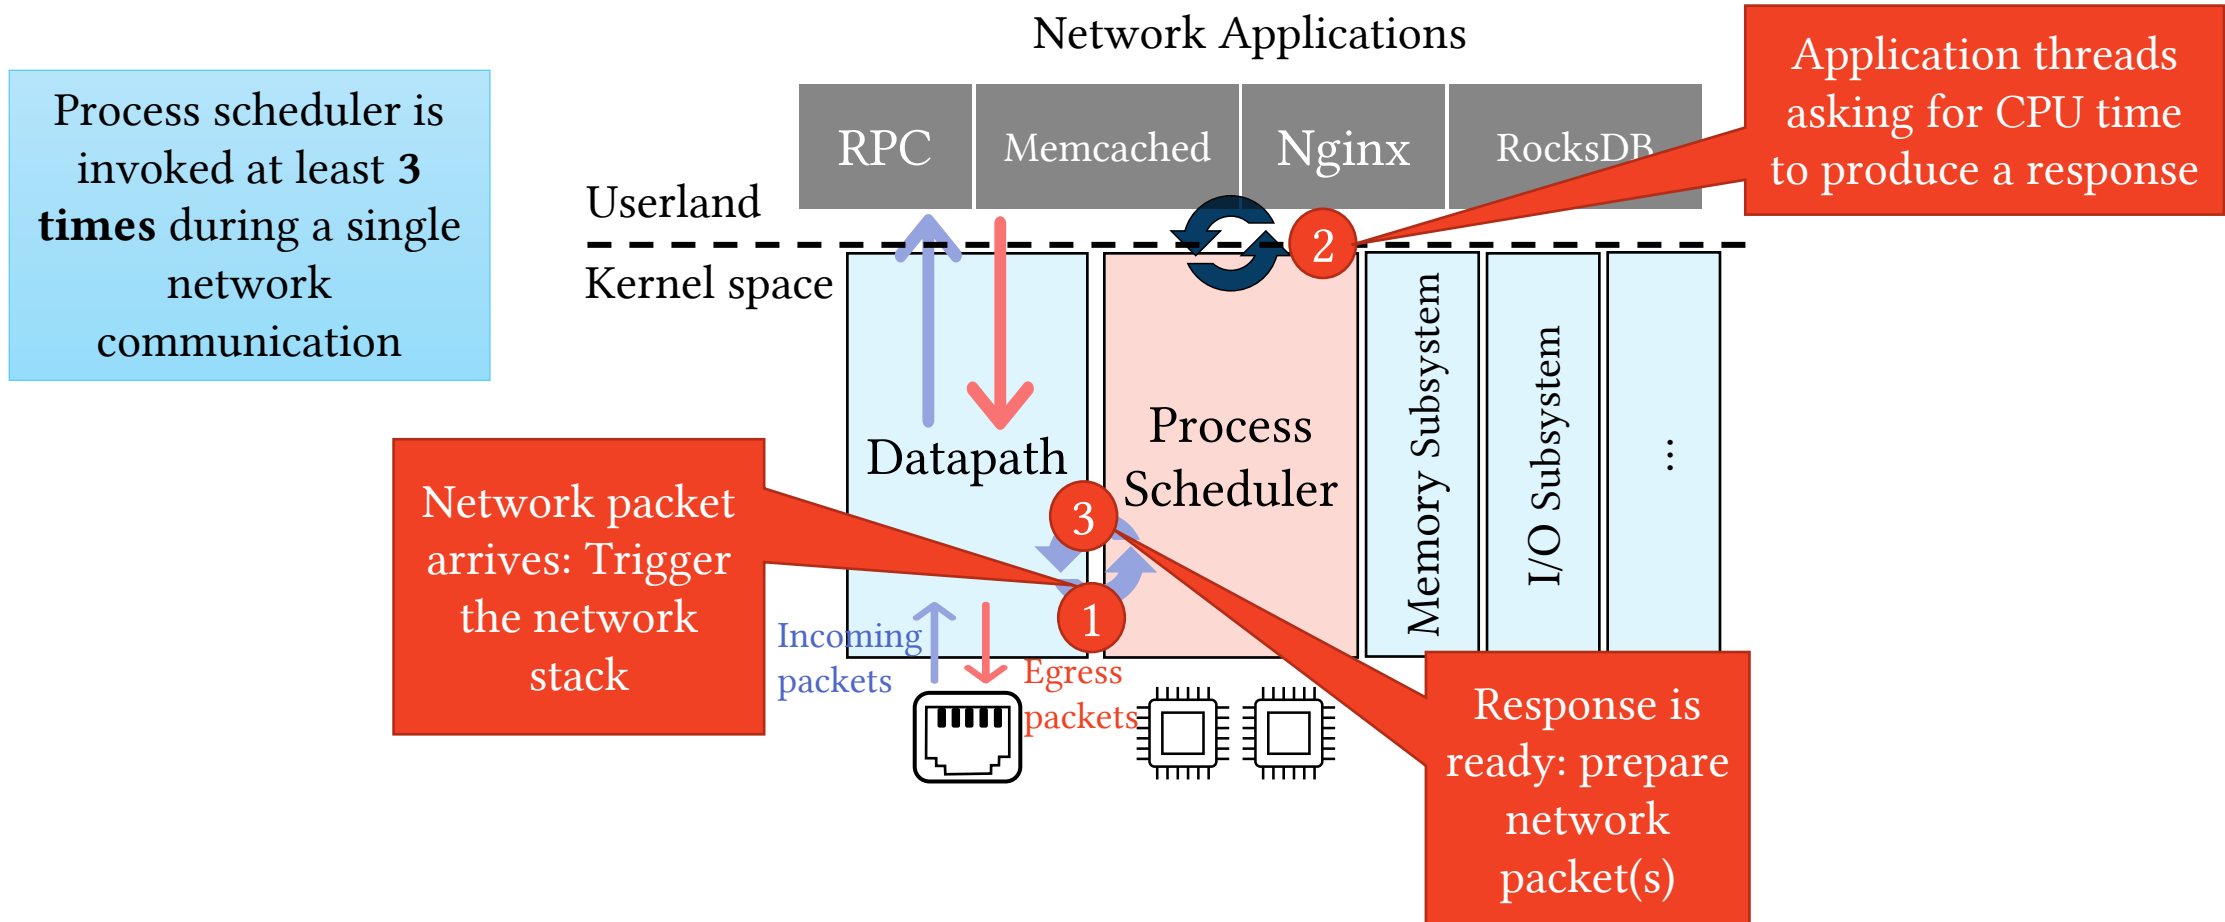 Network Applications
Process scheduler is
invoked at least 3
times during a single
network
communication
Application threads
asking for CPU time
to produce a response
RPC
Memcached
Nginx
RocksDB
Userland
Kernel space
2
Datapath
Process
Scheduler
Memory Subsystem
I/O Subsystem
...
Network packet
arrives: Trigger
the network
stack
3
1
Incoming
packets
Egress
packets
Response is
ready: prepare
network
packet(s)